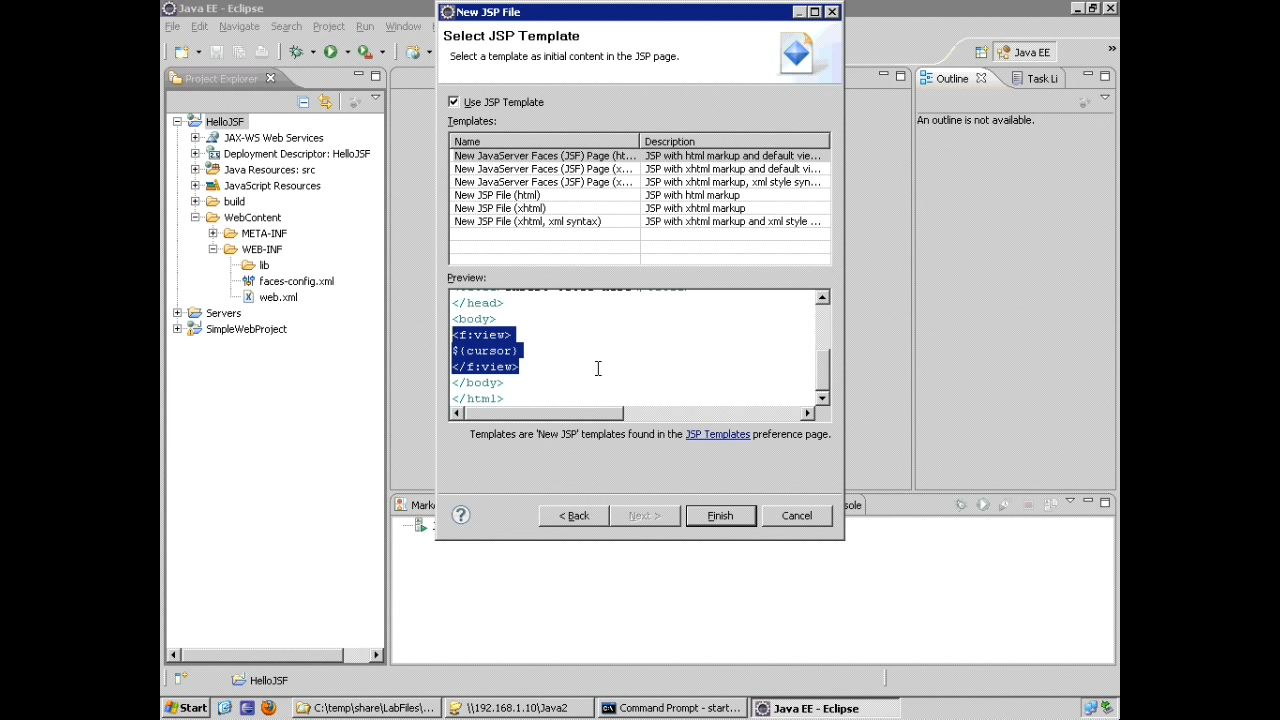 Java EE - Eclipse
File Edit Navigate Search Project Run Window
Java EE
Project Explorer
HelloJSF
JAX-WS Web Services
Deployment Descriptor: HelloJSF
Java Resources: src
JavaScript Resources
build
WebContent
META-INF
WEB-INF
lib
faces-config.xml
web.xml
Servers
SimpleWebProject
New JSP File
Select JSP Template
Select a template as initial content in the JSP page.
Use JSP Template
Templates:
Name Description
New JavaServer Faces (JSF) Page (ht... JSP with html markup and default vie...
New JavaServer Faces (JSF) Page (x... JSP with xhtml markup and default vi...
New JavaServer Faces (JSF) Page (x... JSP with xhtml markup, xml style syn...
New JSP File (html) JSP with html markup
New JSP File (xhtml) JSP with xhtml markup
New JSP File (xhtml, xml syntax) JSP with xhtml markup and xml style ...
Preview:
</head>
<body>
<f:view>
${cursor}
</f:view>
</body>
</html>
Templates are 'New JSP' templates found in the JSP Templates preference page.
< Back Next > Finish Cancel
Outline Task Li
An outline is not available.
Mark
sole
HelloJSF
Start C:\temp\share\LabFiles\... \\192.168.1.10\Java2 Command Prompt - start... Java EE - Eclipse